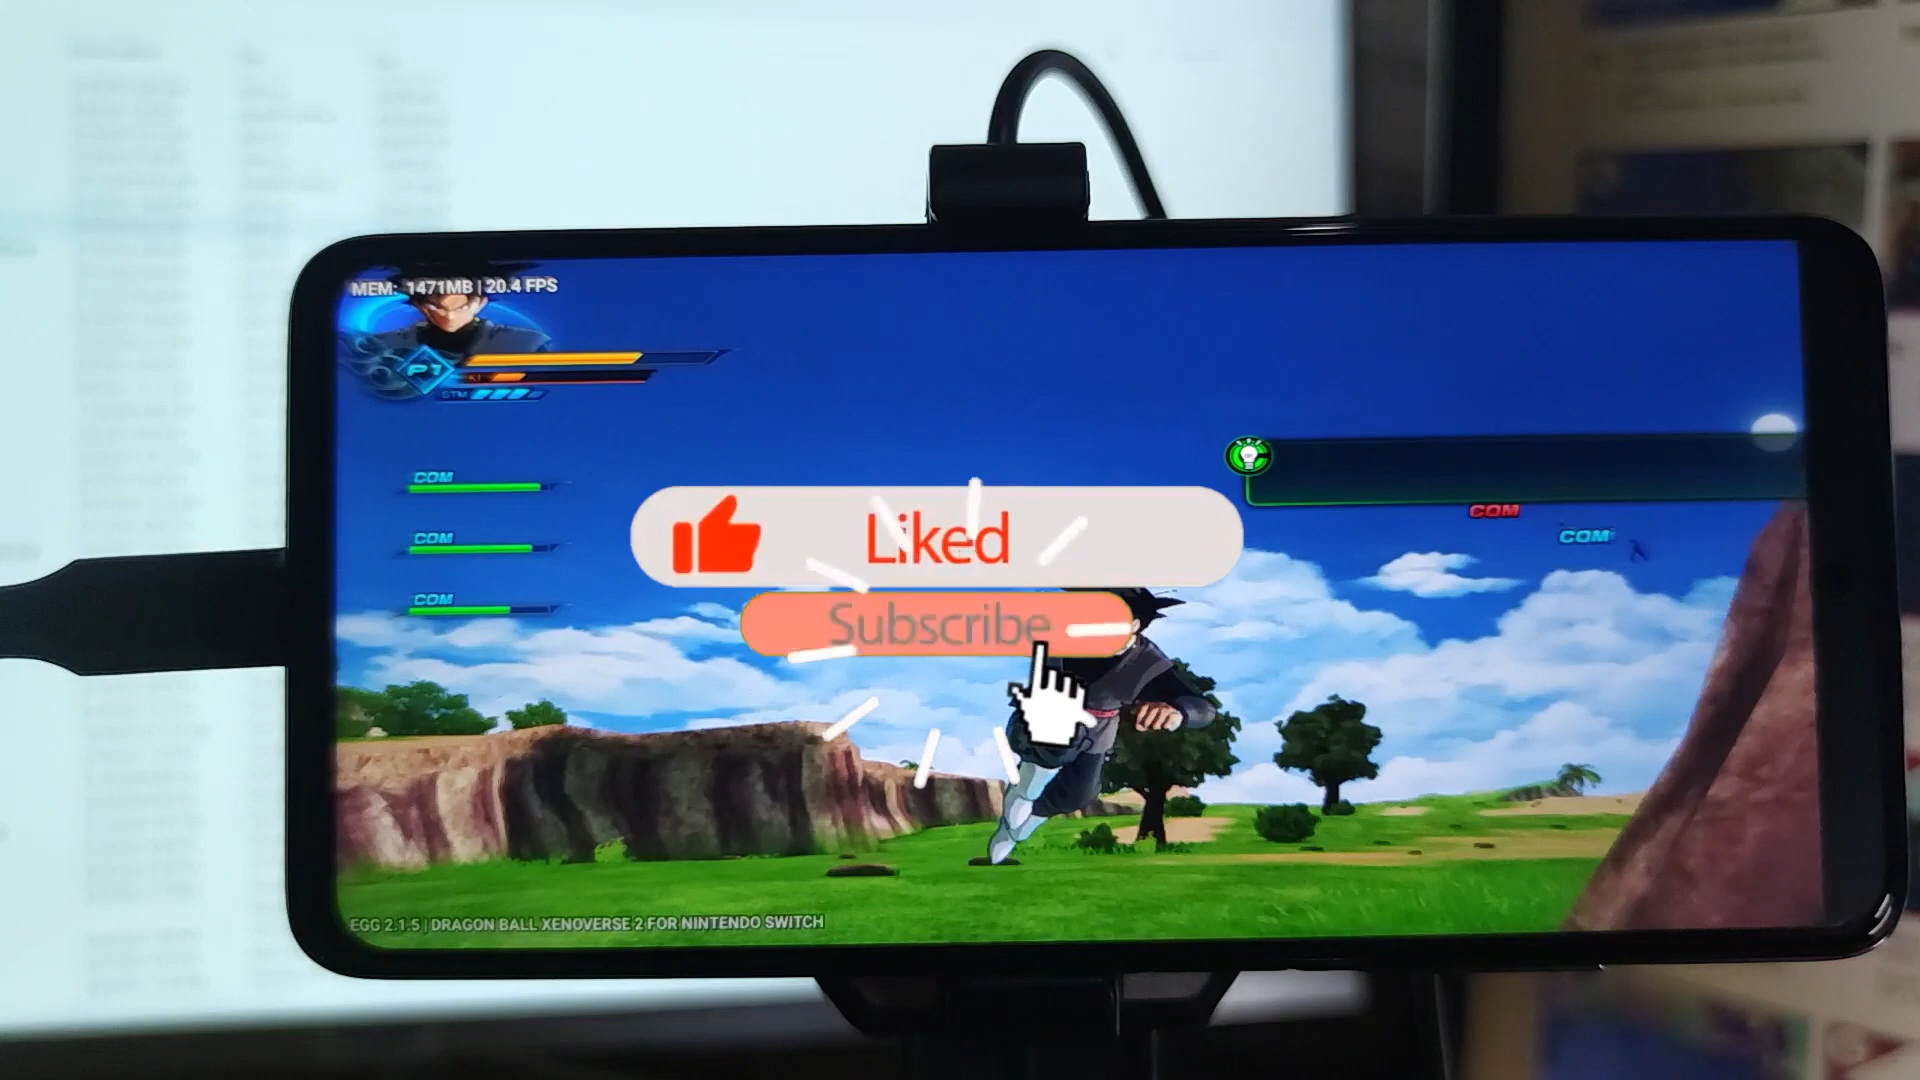 MEM: 1471MB | 20.4 FPS
P1
KI
STM
COM
COM
COM
COM
COM
Liked
Subscribe
EGG 2.1.5 | DRAGON BALL XENOVERSE 2 FOR NINTENDO SWITCH